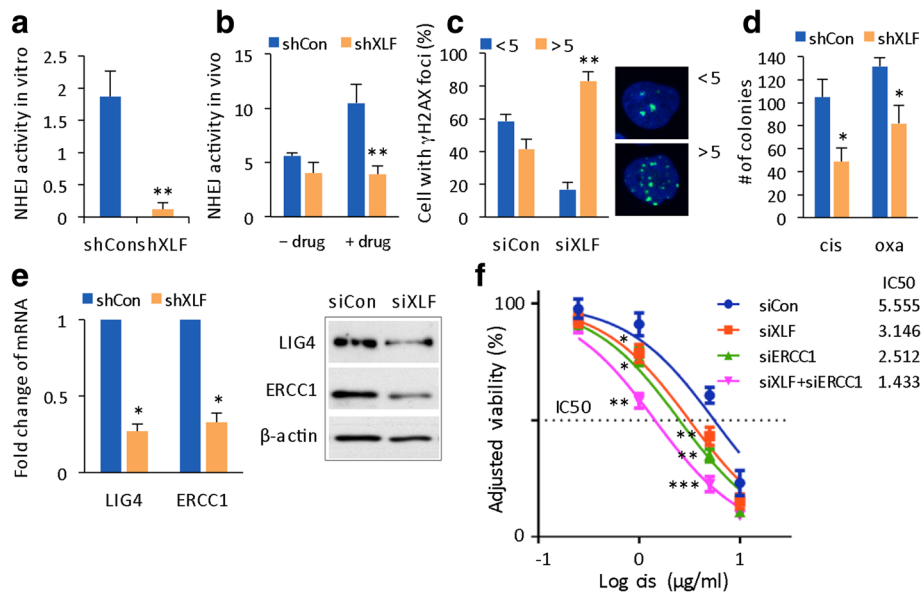 a
NHEJ activity in vitro
2.5
2
1.5
1
0.5
0
**
shCon shXLF
b
shCon shXLF
NHEJ activity in vivo
15
10
5
0
**
– drug + drug
c
< 5 > 5
Cell with γH2AX foci (%)
100
80
60
40
20
0
**
siCon siXLF
< 5
> 5
d
shCon shXLF
# of colonies
140
120
100
80
60
40
20
0
*
*
cis oxa
e
shCon shXLF
Fold change of mRNA
1
0.5
0
*
*
LIG4 ERCC1
siCon siXLF
LIG4
ERCC1
β-actin
f
Adjusted viability (%)
100
0
IC50
*
*
**
**
**
***
-1 0 1
Log cis (µg/ml)
IC50
siCon 5.555
siXLF 3.146
siERCC1 2.512
siXLF+siERCC1 1.433